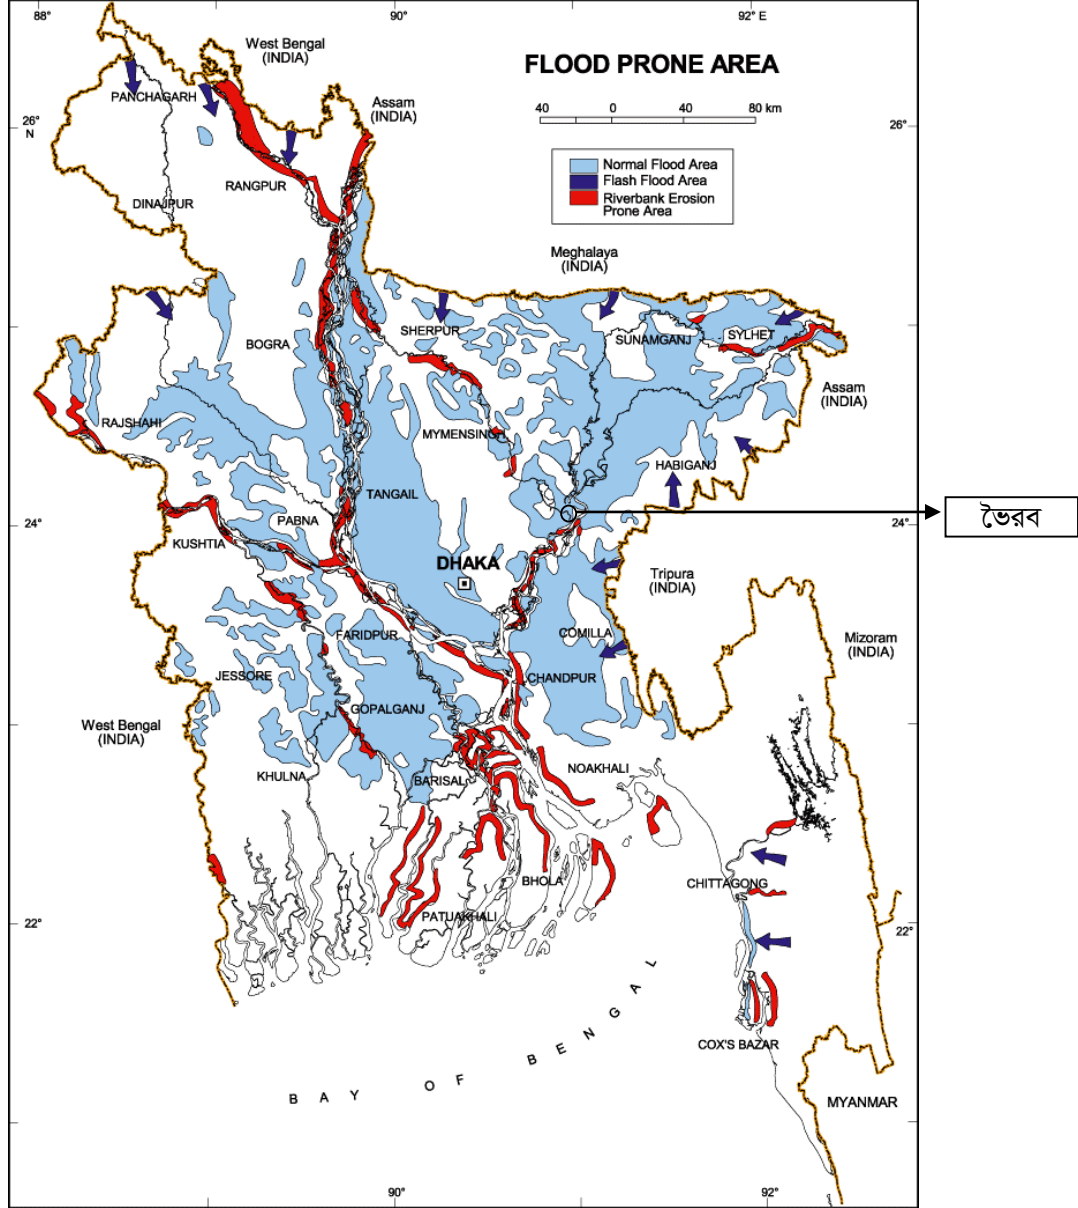 88° 90° 92° E
West Bengal
(INDIA)
FLOOD PRONE AREA
PANCHAGARH
Assam
(INDIA)
40 0 40 80 km
26°
N
26°
Normal Flood Area
Flash Flood Area
Riverbank Erosion
Prone Area
RANGPUR
DINAJPUR
Meghalaya
(INDIA)
SHERPUR
SUNAMGANJ
SYLHET
BOGRA
Assam
(INDIA)
RAJSHAHI
MYMENSINGH
HABIGANJ
TANGAIL
PABNA
24°
24°
ভৈরব
KUSHTIA
DHAKA
Tripura
(INDIA)
FARIDPUR
COMILLA
Mizoram
(INDIA)
JESSORE
CHANDPUR
GOPALGANJ
West Bengal
(INDIA)
KHULNA
NOAKHALI
BARISAL
BHOLA
CHITTAGONG
PATUAKHALI
22°
22°
COX'S BAZAR
BAY OF BENGAL
MYANMAR
90° 92°